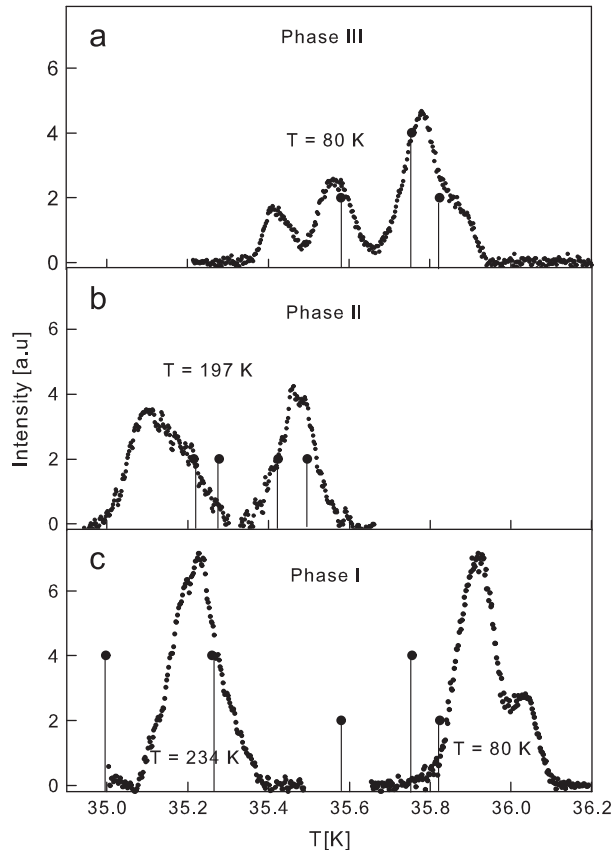 a
Phase III
T = 80 K
6
4
2
0
b
Phase II
T = 197 K
6
4
2
0
Intensity [a.u]
c
Phase I
T = 234 K
T = 80 K
6
4
2
0
35.0 35.2 35.4 35.6 35.8 36.0 36.2
T[K]